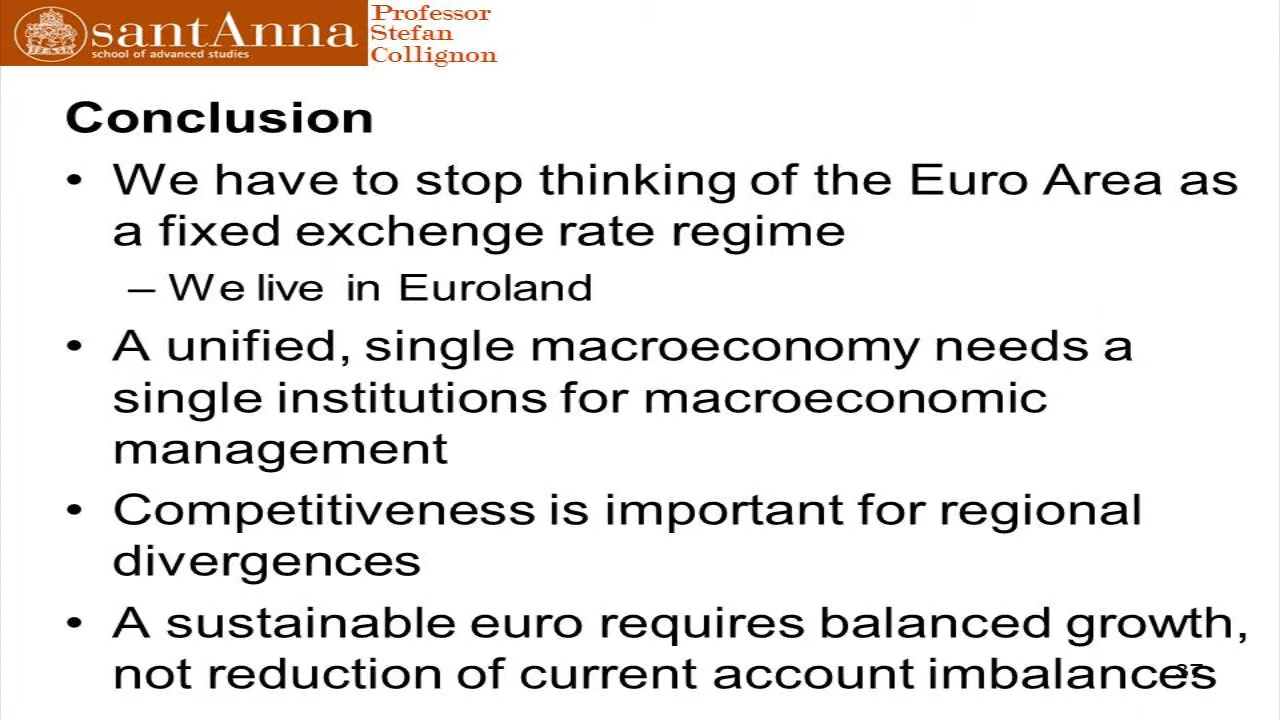 santAnna
school of advanced studies
Professor
Stefan
Collignon
Conclusion
• We have to stop thinking of the Euro Area as
a fixed exchenge rate regime
– We live in Euroland
• A unified, single macroeconomy needs a
single institutions for macroeconomic
management
• Competitiveness is important for regional
divergences
• A sustainable euro requires balanced growth,
not reduction of current account imbalances